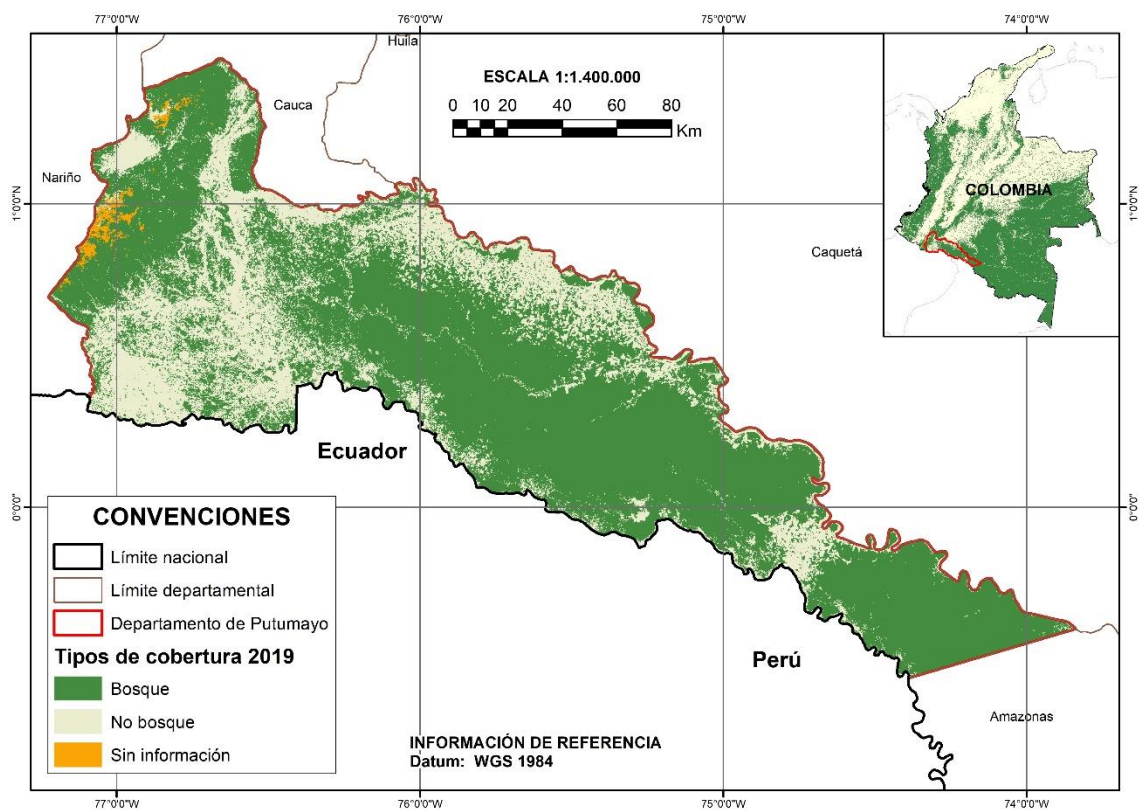 77°0'0"W
76°0'0"W
75°0'0"W
74°0'0"W
Huila
ESCALA 1:1.400.000
0 10 20 40 60 80
Km
Cauca
Nariño
COLOMBIA
1°0'0"N
1°0'0"N
Caquetá
Ecuador
0°0'0"
0°0'0"
CONVENCIONES
Límite nacional
Límite departamental
Departamento de Putumayo
Tipos de cobertura 2019
Bosque
No bosque
Sin información
Perú
Amazonas
INFORMACIÓN DE REFERENCIA
Datum: WGS 1984
77°0'0"W
76°0'0"W
75°0'0"W
74°0'0"W